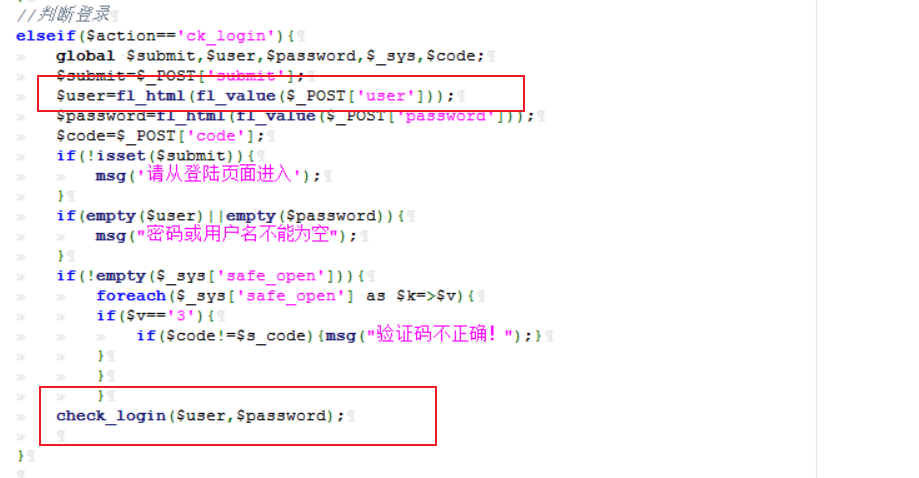 //判断登录
elseif($action=='ck_login'){
global $submit,$user,$password,$_sys,$code;
$submit=$_POST['submit'];
$user=fl_html(fl_value($_POST['user']));
$password=fl_html(fl_value($_POST['password']));
$code=$_POST['code'];
if(!isset($submit)){
msg('请从登陆页面进入');
}
if(empty($user)||empty($password)){
msg("密码或用户名不能为空");
}
if(!empty($_sys['safe_open'])){
foreach($_sys['safe_open'] as $k=>$v){
if($v=='3'){
if($code!=$s_code){msg("验证码不正确！");}
}
}
}
check_login($user,$password);
}